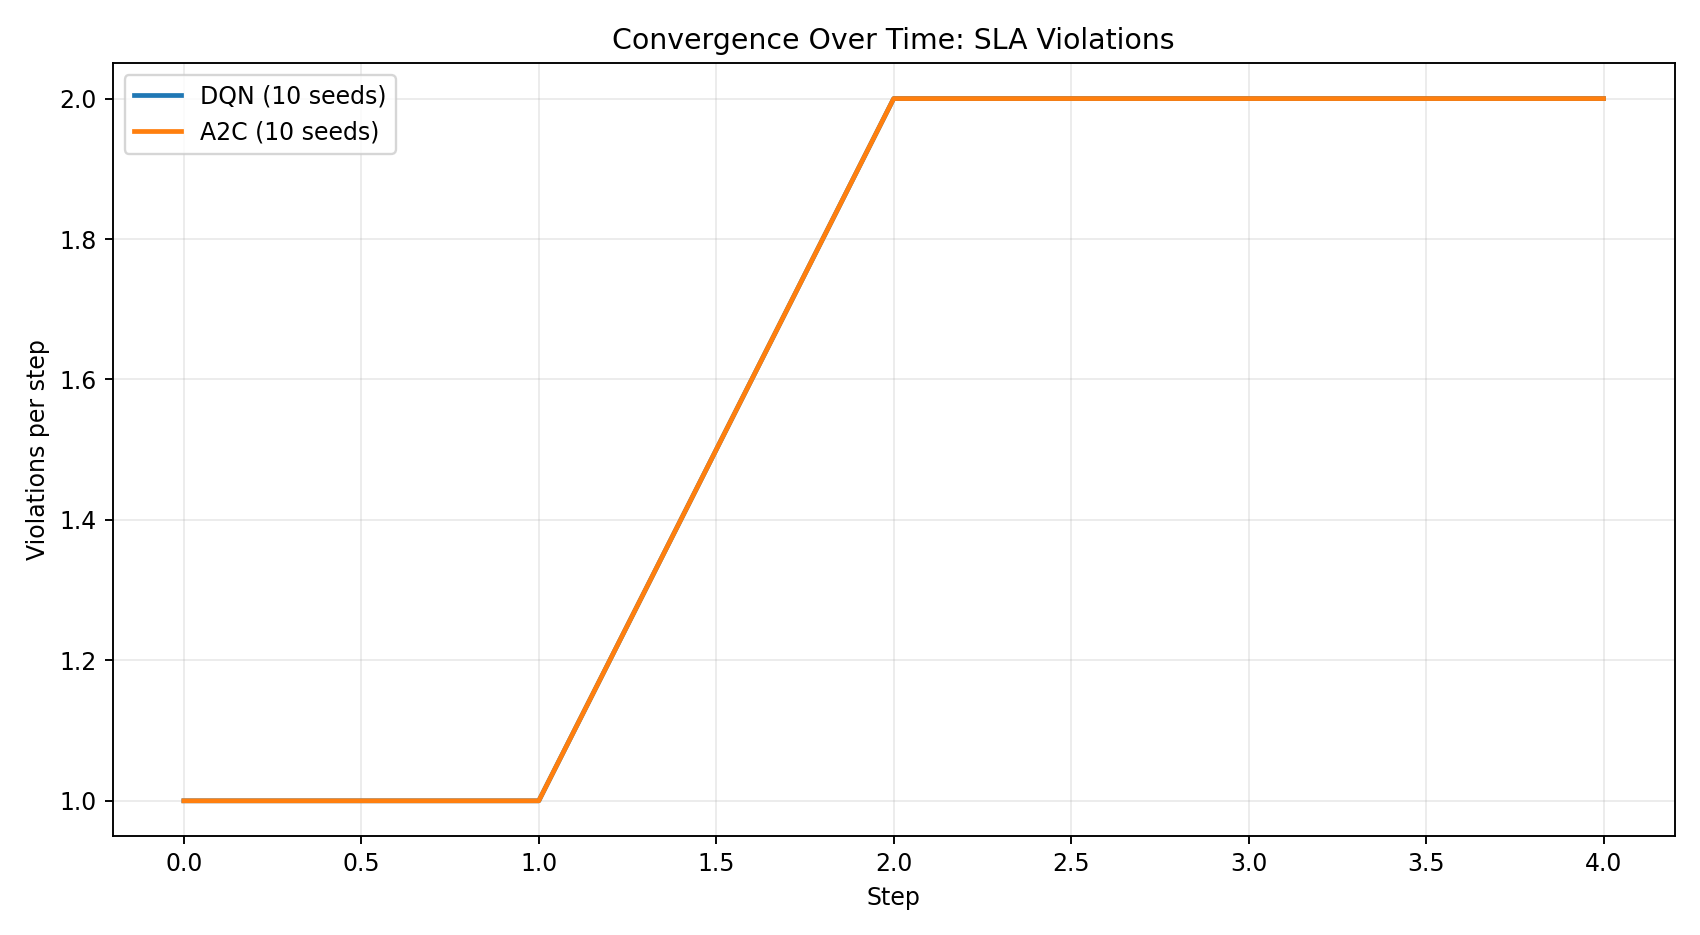 Convergence Over Time: SLA Violations
DQN (10 seeds)
A2C (10 seeds)
Violations per step
2.0
1.8
1.6
1.4
1.2
1.0
0.0 0.5 1.0 1.5 2.0 2.5 3.0 3.5 4.0
Step